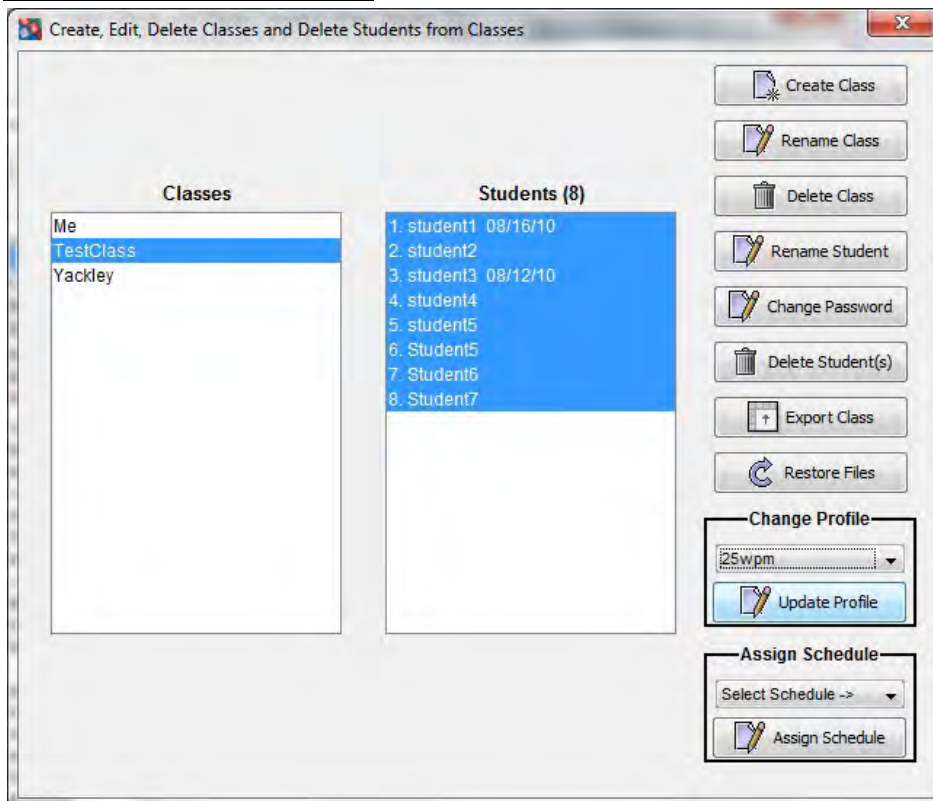 Create, Edit, Delete Classes and Delete Students from Classes
Create Class
Rename Class
Delete Class
Rename Student
Change Password
Delete Student(s)
Export Class
Restore Files
Classes
Me
TestClass
Yackley
Students (8)
1. student1 08/16/10
2. student2
3. student3 08/12/10
4. student4
5. student5
6. Student5
7. Student6
8. Student7
Change Profile
25wpm
Update Profile
Assign Schedule
Select Schedule ->
Assign Schedule